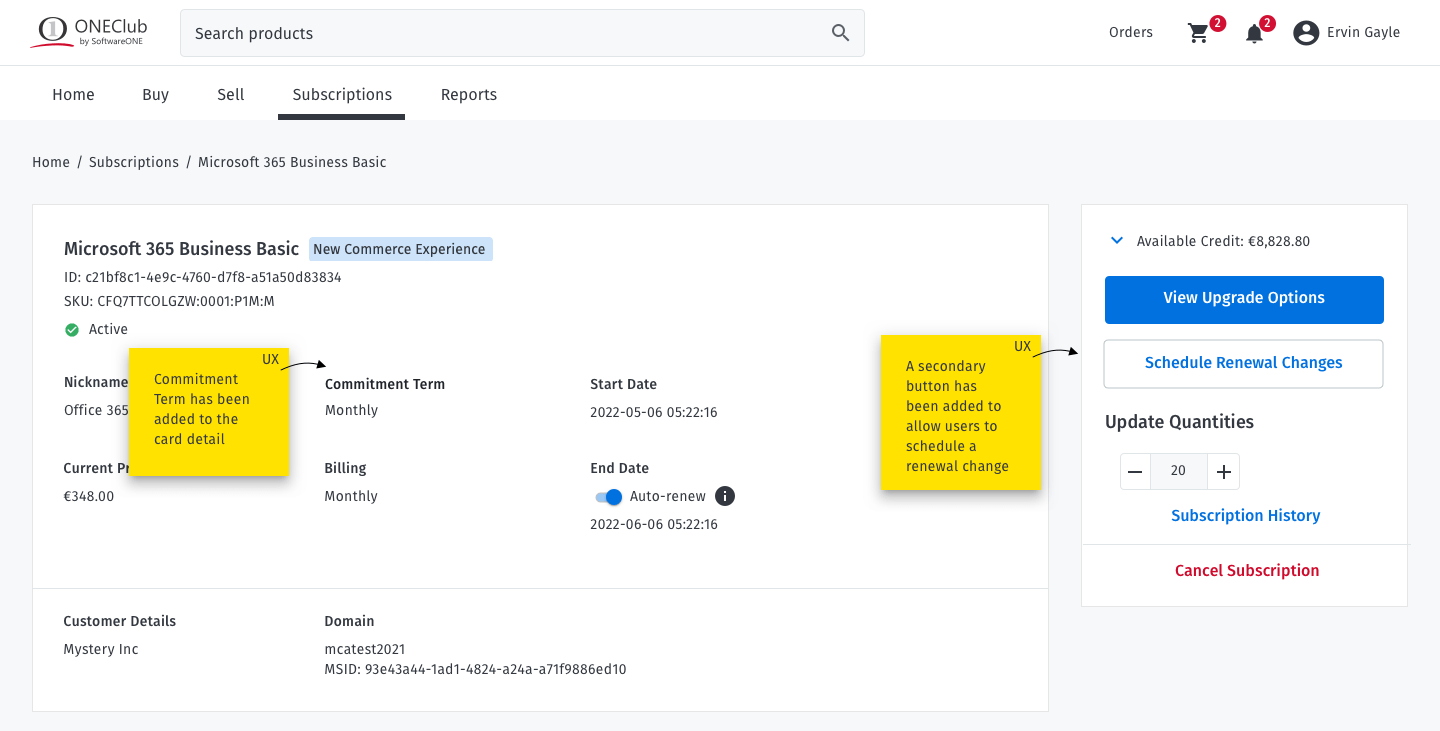 1 ONEClub
by SoftwareONE
Search products
Orders
2
2
Ervin Gayle
Home
Buy
Sell
Subscriptions
Reports
Home / Subscriptions / Microsoft 365 Business Basic
Microsoft 365 Business Basic
New Commerce Experience
ID: c21bf8c1-4e9c-4760-d7f8-a51a50d83834
SKU: CFQ7TTCOLGZW:0001:P1M:M
Active
UX
Commitment
Term has been
added to the
card detail
Nickname
Office 365
Commitment Term
Monthly
Start Date
2022-05-06 05:22:16
Current Pr
€348.00
Billing
Monthly
End Date
Auto-renew
2022-06-06 05:22:16
UX
A secondary
button has
been added to
allow users to
schedule a
renewal change
Customer Details
Mystery Inc
Domain
mcatest2021
MSID: 93e43a44-1ad1-4824-a24a-a71f9886ed10
Available Credit: €8,828.80
View Upgrade Options
Schedule Renewal Changes
Update Quantities
20
Subscription History
Cancel Subscription